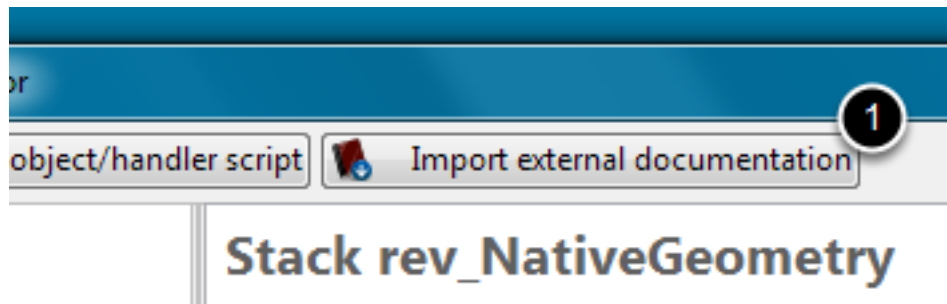 or
1
object/handler script Import external documentation
Stack rev_NativeGeometry